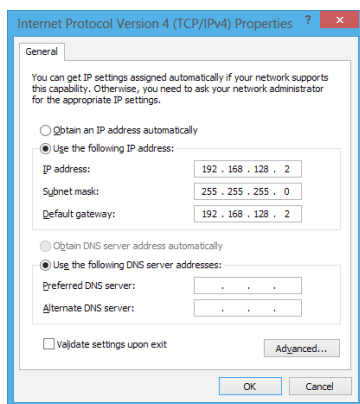 Internet Protocol Version 4 (TCP/IPv4) Properties ? ×
General
You can get IP settings assigned automatically if your network supports
this capability. Otherwise, you need to ask your network administrator
for the appropriate IP settings.
Obtain an IP address automatically
Use the following IP address:
IP address: 192 . 168 . 128 . 2
Subnet mask: 255 . 255 . 255 . 0
Default gateway: 192 . 168 . 128 . 2
Obtain DNS server address automatically
Use the following DNS server addresses:
Preferred DNS server: . . .
Alternate DNS server: . . .
Validate settings upon exit
Advanced...
OK Cancel